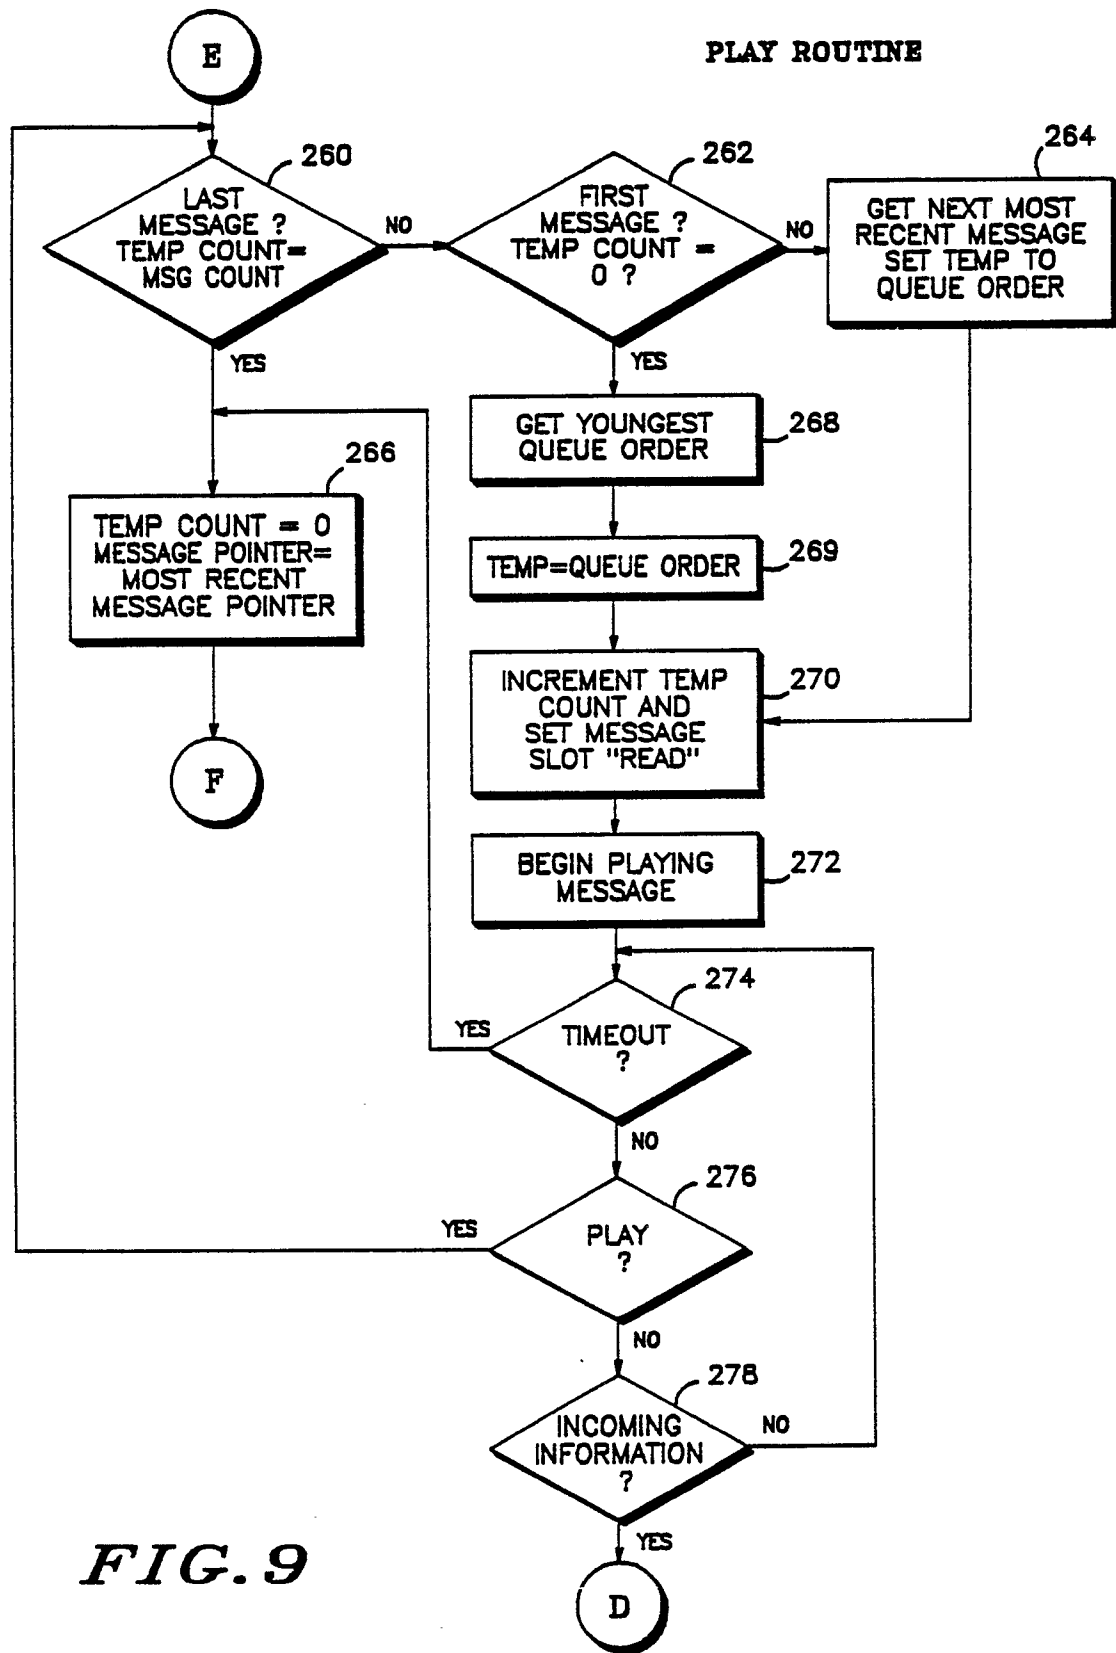 E
PLAY ROUTINE
260
LAST
MESSAGE ?
TEMP COUNT=
MSG COUNT
NO
YES
262
FIRST
MESSAGE ?
TEMP COUNT =
0 ?
NO
YES
264
GET NEXT MOST
RECENT MESSAGE
SET TEMP TO
QUEUE ORDER
266
TEMP COUNT = 0
MESSAGE POINTER=
MOST RECENT
MESSAGE POINTER
F
GET YOUNGEST
QUEUE ORDER
268
TEMP=QUEUE ORDER
269
INCREMENT TEMP
COUNT AND
SET MESSAGE
SLOT "READ"
270
BEGIN PLAYING
MESSAGE
272
274
TIMEOUT
?
YES
NO
276
PLAY
?
YES
NO
278
INCOMING
INFORMATION
?
NO
YES
D
FIG. 9